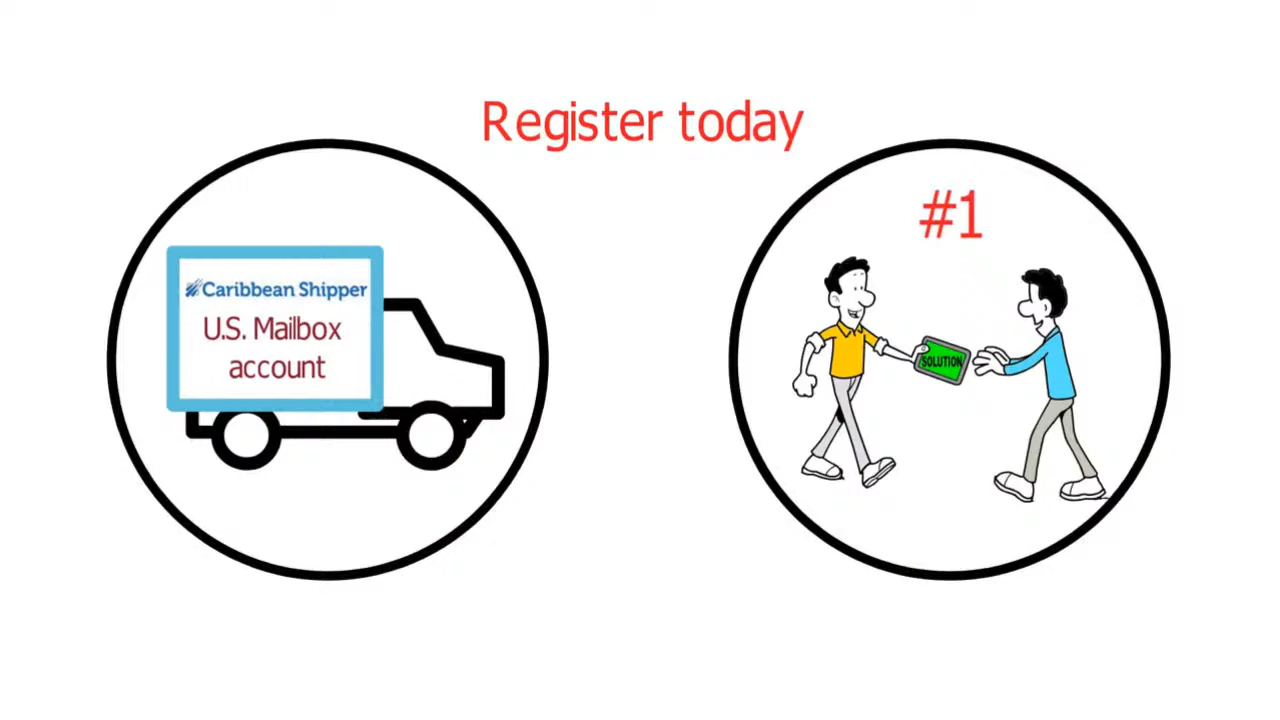 Register today
Caribbean Shipper
U.S. Mailbox
account
#1
SOLUTION